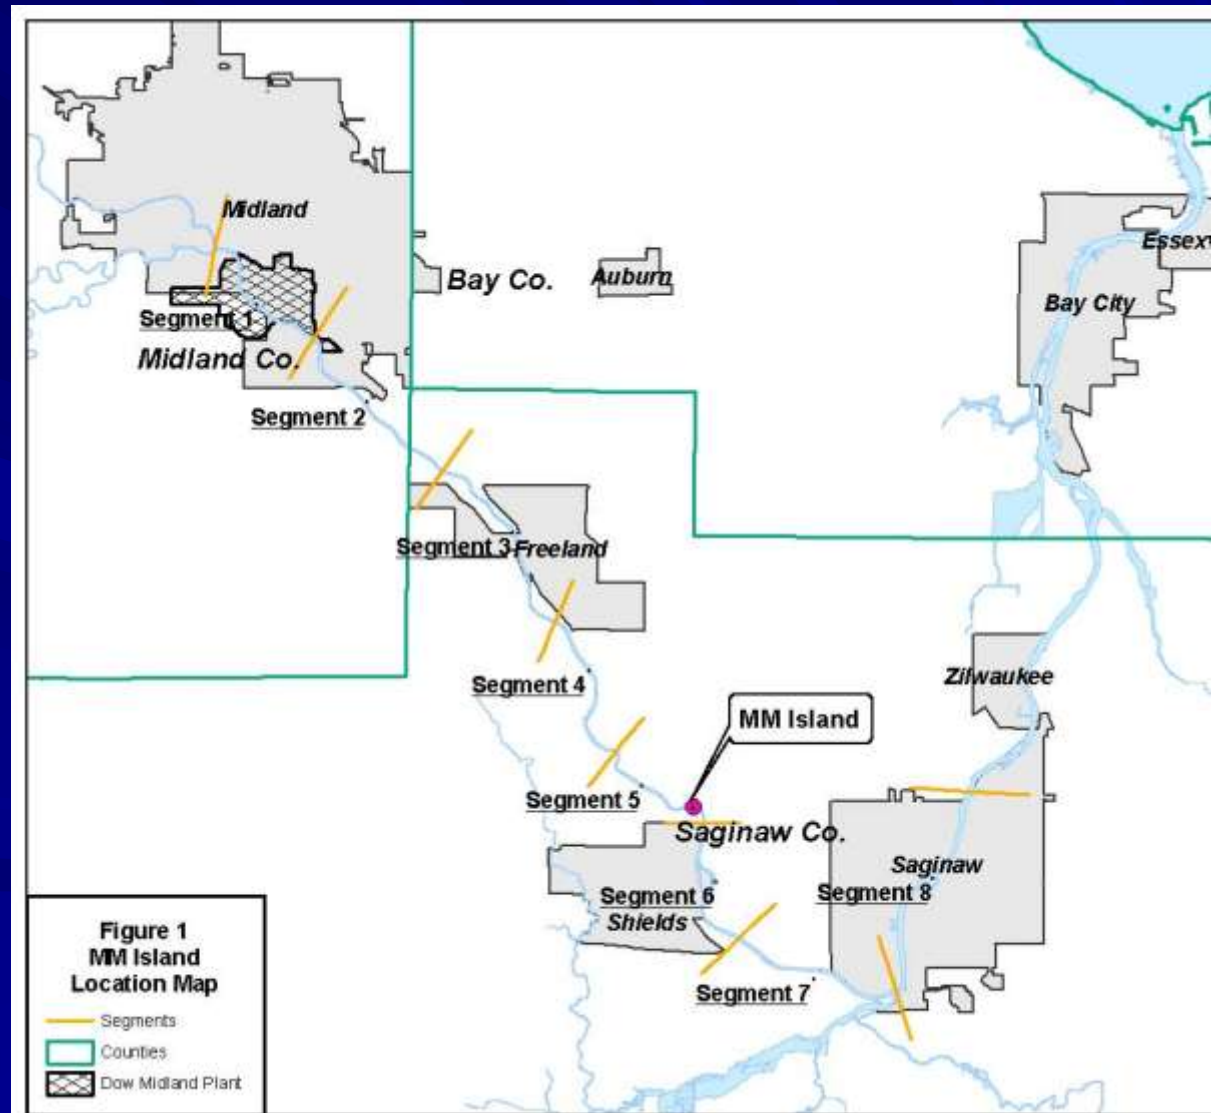 Midland
Essexv
Bay Co.
Auburn
Bay City
Segment 1
Midland Co.
Segment 2
Segment 3
Freeland
Segment 4
Zilwaukee
MM Island
Segment 5
Saginaw Co.
Saginaw
Segment 6
Segment 8
Shields
Segment 7
Figure 1
MM Island
Location Map
Segments
Counties
Dow Midland Plant